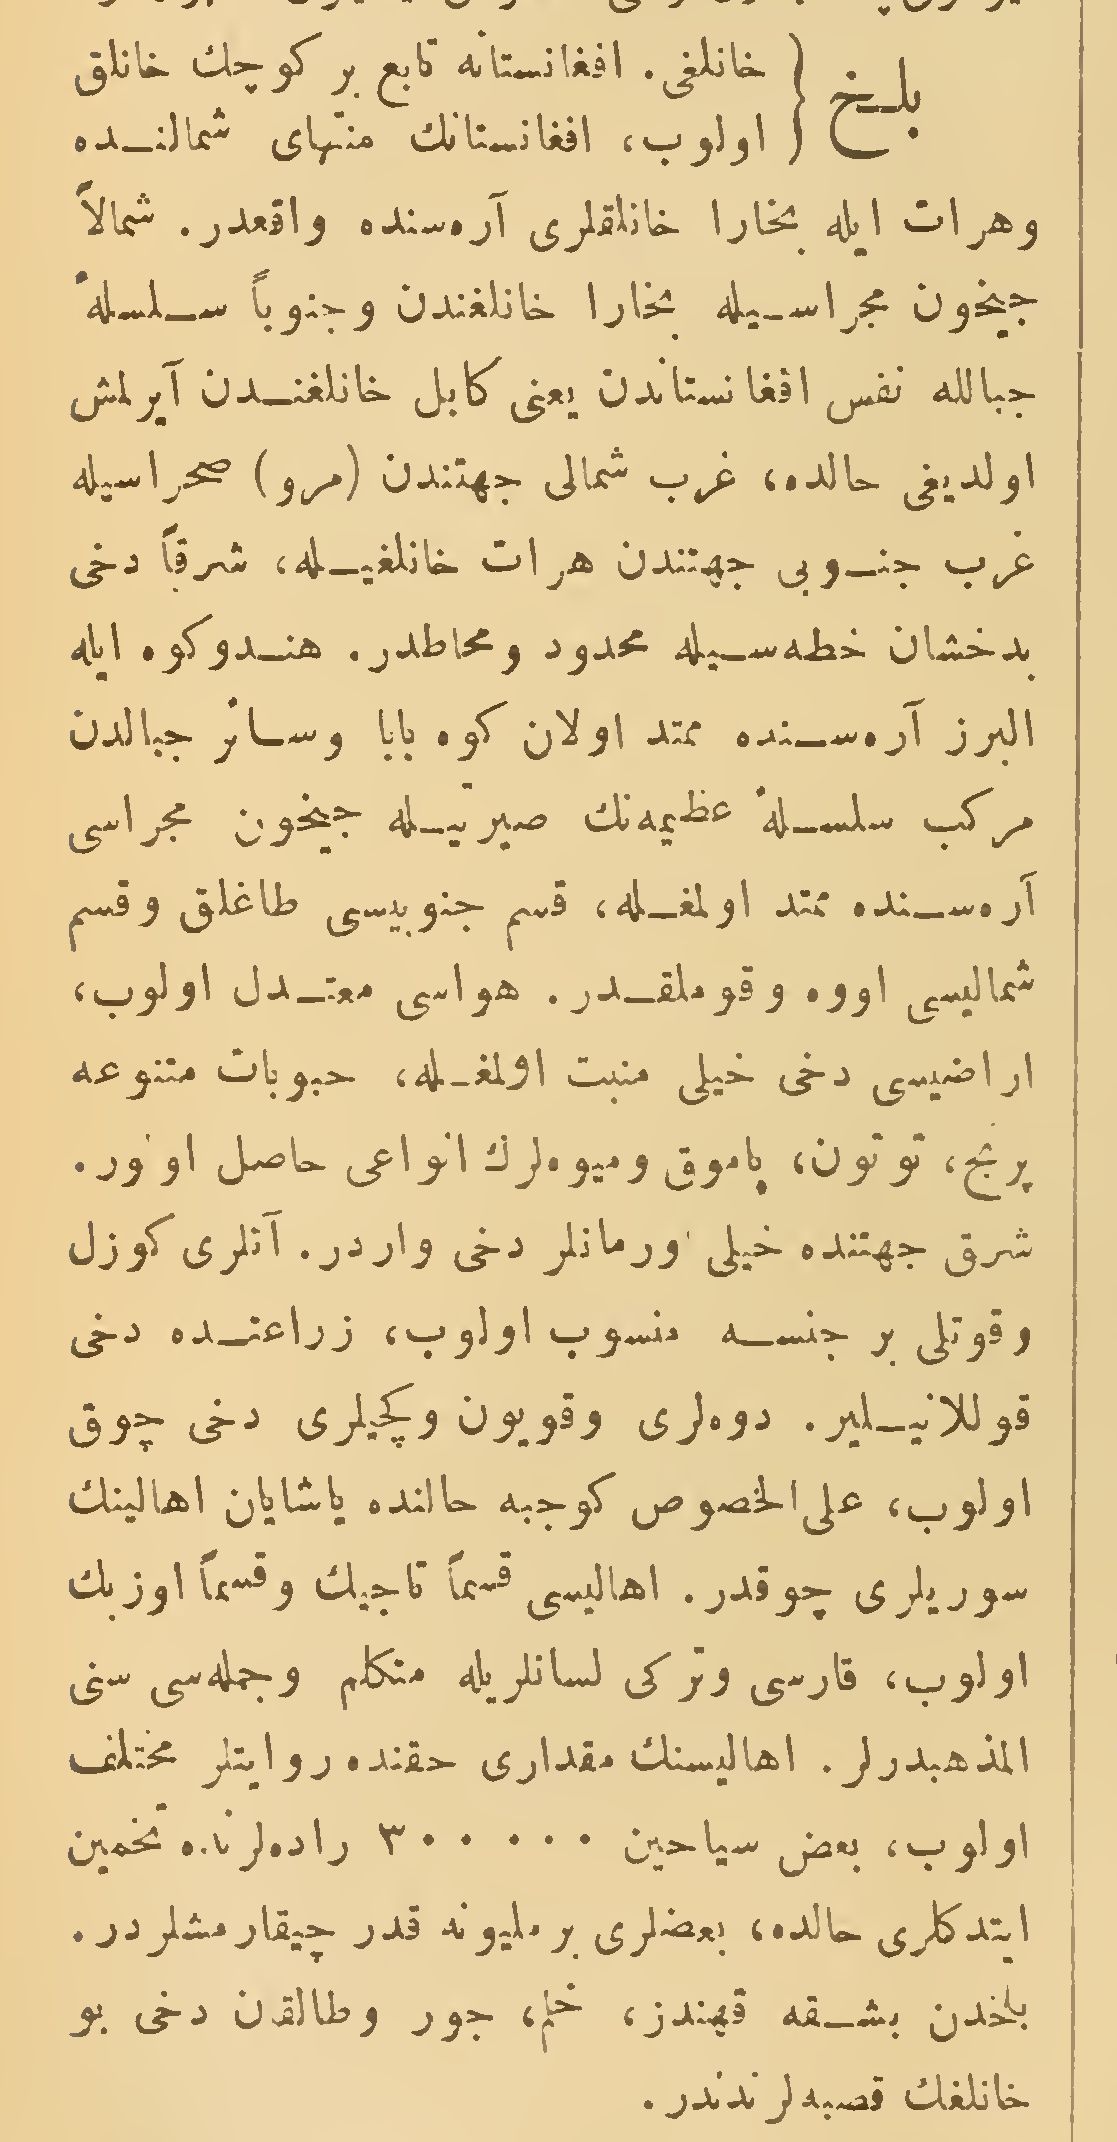 بلخ { خانلغی. افغانستانه تابع بر کوچك خانلق
اولوب، افغانستانك منتهای شمالنده
وهرات ایله بخارا خانلقلری آره‌سنده واقعدر. شمالاً
جیحون مجراسیله بخارا خانلغندن وجنوباً سلسلهٔ
جبالله نفس افغانستاندن یعنی کابل خانلغندن آیرلمش
اولدیغی حالده، غرب شمالی جهتندن (مرو) صحراسیله
غرب جنوبی جهتندن هرات خانلغیله، شرقاً دخی
بدخشان خطه‌سیله محدود ومحاطدر. هندوکوه ایله
البرز آره‌سنده ممتد اولان کوه بابا وسائر جبالدن
مرکب سلسلهٔ عظیمه‌نك صیرتیله جیحون مجراسی
آره‌سنده ممتد اولمغله، قسم جنوبیسی طاغلق وقسم
شمالیسی اووه وقوملقدر. هواسی معتدل اولوب،
اراضیسی دخی خیلی منبت اولمغله، حبوبات متنوعه
پرنج، توتون، پاموق ومیوه‌لرك انواعی حاصل اولور.
شرق جهتنده خیلی اورمانلر دخی واردر. آتلری کوزل
وقوتلی بر جنسه منسوب اولوب، زراعتده دخی
قوللانیلیر. دوه‌لری وقویون وکچیلری دخی چوق
اولوب، علی‌الخصوص کوچبه حالنده یاشایان اهالینك
سوریلری چوقدر. اهالیسی قسماً تاجیك وقسماً اوزبك
اولوب، فارسی وترکی لسانلریله متکلم وجمله‌سی سنی
المذهبدرلر. اهالیسنك مقداری حقنده روایتلر مختلف
اولوب، بعض سیاحین ۳۰۰۰۰۰ راده‌لرنده تخمین
ایتدکلری حالده، بعضلری بر ملیونه قدر چیقارمشلردر.
بلخدن بشقه قهندز، خلم، جور وطالقان دخی بو
خانلغك قصبه‌لرندندر.